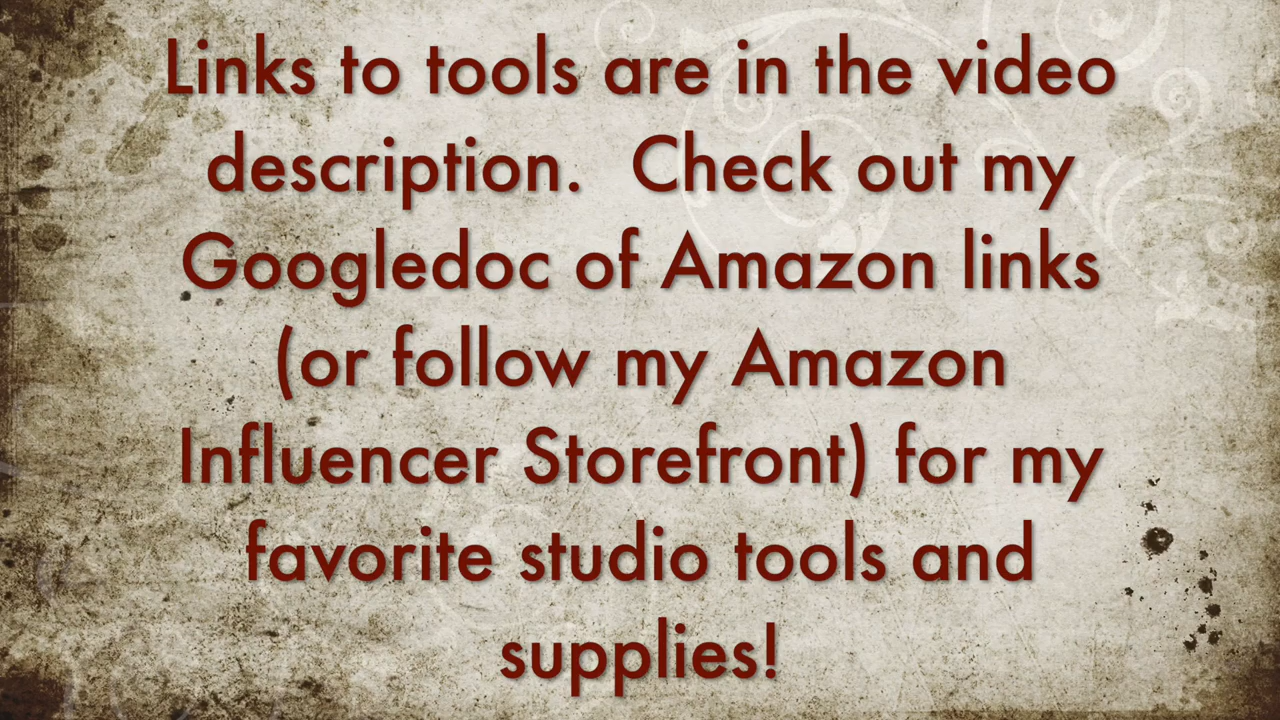 Links to tools are in the video
description.  Check out my
Googledoc of Amazon links
(or follow my Amazon
Influencer Storefront) for my
favorite studio tools and
supplies!